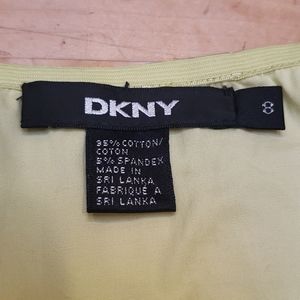 DKNY
8
95% COTTON/
COTON
5% SPANDEX
MADE IN
SRI LANKA
FABRIQUÉ A
SRI LANKA